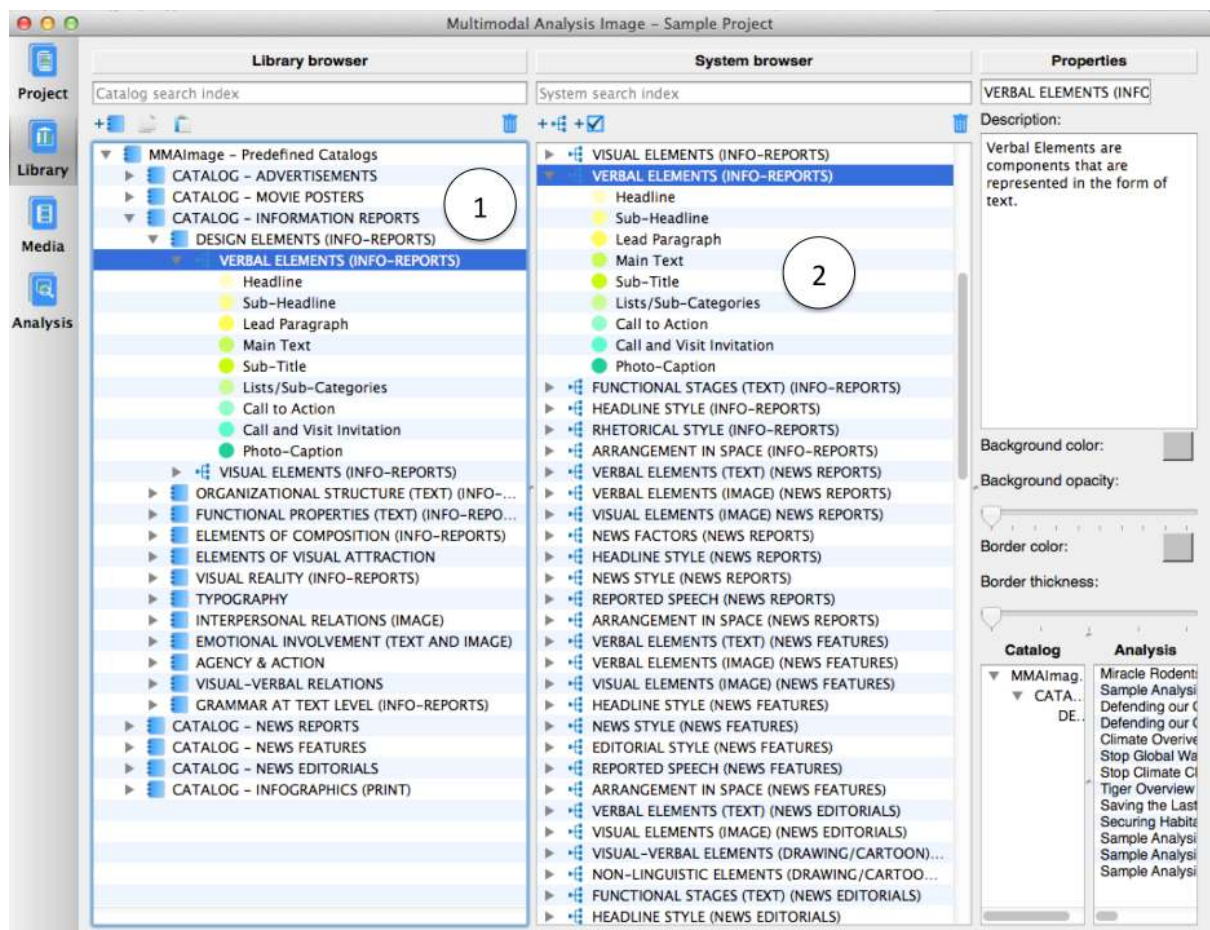 Multimodal Analysis Image – Sample Project
Project
Library
Media
Analysis
Library browser
Catalog search index
MMAImage – Predefined Catalogs
CATALOG – ADVERTISEMENTS
CATALOG – MOVIE POSTERS
CATALOG – INFORMATION REPORTS
DESIGN ELEMENTS (INFO–REPORTS)
VERBAL ELEMENTS (INFO–REPORTS)
Headline
Sub–Headline
Lead Paragraph
Main Text
Sub–Title
Lists/Sub–Categories
Call to Action
Call and Visit Invitation
Photo–Caption
VISUAL ELEMENTS (INFO–REPORTS)
ORGANIZATIONAL STRUCTURE (TEXT) (INFO–...
FUNCTIONAL PROPERTIES (TEXT) (INFO–REPO...
ELEMENTS OF COMPOSITION (INFO–REPORTS)
ELEMENTS OF VISUAL ATTRACTION
VISUAL REALITY (INFO–REPORTS)
TYPOGRAPHY
INTERPERSONAL RELATIONS (IMAGE)
EMOTIONAL INVOLVEMENT (TEXT AND IMAGE)
AGENCY & ACTION
VISUAL–VERBAL RELATIONS
GRAMMAR AT TEXT LEVEL (INFO–REPORTS)
CATALOG – NEWS REPORTS
CATALOG – NEWS FEATURES
CATALOG – NEWS EDITORIALS
CATALOG – INFOGRAPHICS (PRINT)
1
System browser
System search index
VISUAL ELEMENTS (INFO–REPORTS)
VERBAL ELEMENTS (INFO–REPORTS)
Headline
Sub–Headline
Lead Paragraph
Main Text
Sub–Title
Lists/Sub–Categories
Call to Action
Call and Visit Invitation
Photo–Caption
2
FUNCTIONAL STAGES (TEXT) (INFO–REPORTS)
HEADLINE STYLE (INFO–REPORTS)
RHETORICAL STYLE (INFO–REPORTS)
ARRANGEMENT IN SPACE (INFO–REPORTS)
VERBAL ELEMENTS (TEXT) (NEWS REPORTS)
VERBAL ELEMENTS (IMAGE) (NEWS REPORTS)
VISUAL ELEMENTS (IMAGE) NEWS REPORTS)
NEWS FACTORS (NEWS REPORTS)
HEADLINE STYLE (NEWS REPORTS)
NEWS STYLE (NEWS REPORTS)
REPORTED SPEECH (NEWS REPORTS)
ARRANGEMENT IN SPACE (NEWS REPORTS)
VERBAL ELEMENTS (TEXT) (NEWS FEATURES)
VERBAL ELEMENTS (IMAGE) (NEWS FEATURES)
VISUAL ELEMENTS (IMAGE) (NEWS FEATURES)
HEADLINE STYLE (NEWS FEATURES)
NEWS STYLE (NEWS FEATURES)
EDITORIAL STYLE (NEWS FEATURES)
REPORTED SPEECH (NEWS FEATURES)
ARRANGEMENT IN SPACE (NEWS FEATURES)
VERBAL ELEMENTS (TEXT) (NEWS EDITORIALS)
VISUAL ELEMENTS (IMAGE) (NEWS EDITORIALS)
VISUAL–VERBAL ELEMENTS (DRAWING/CARTOON)...
NON–LINGUISTIC ELEMENTS (DRAWING/CARTOO...
FUNCTIONAL STAGES (TEXT) (NEWS EDITORIALS)
HEADLINE STYLE (NEWS EDITORIALS)
Properties
VERBAL ELEMENTS (INFC
Description:
Verbal Elements are
components that are
represented in the form of
text.
Background color:
Background opacity:
Border color:
Border thickness:
Catalog
MMAImag.
CATA...
DE..
Analysis
Miracle Rodent
Sample Analysi
Defending our
Defending our
Climate Overive
Stop Global Wa
Stop Climate Cl
Tiger Overview
Saving the Last
Securing Habita
Sample Analysi
Sample Analysi
Sample Analysi